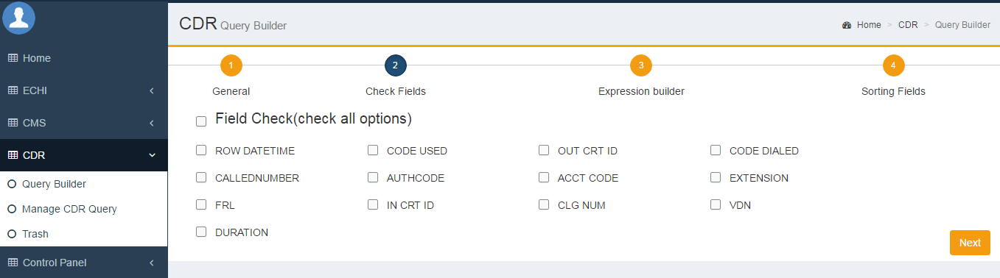 CDR Query Builder
Home > CDR > Query Builder
Home
ECHI
CMS
CDR
Query Builder
Manage CDR Query
Trash
Control Panel
1
General
2
Check Fields
3
Expression builder
4
Sorting Fields
Field Check(check all options)
ROW DATETIME CODE USED OUT CRT ID CODE DIALED
CALLEDNUMBER AUTHCODE ACCT CODE EXTENSION
FRL IN CRT ID CLG NUM VDN
DURATION
Next